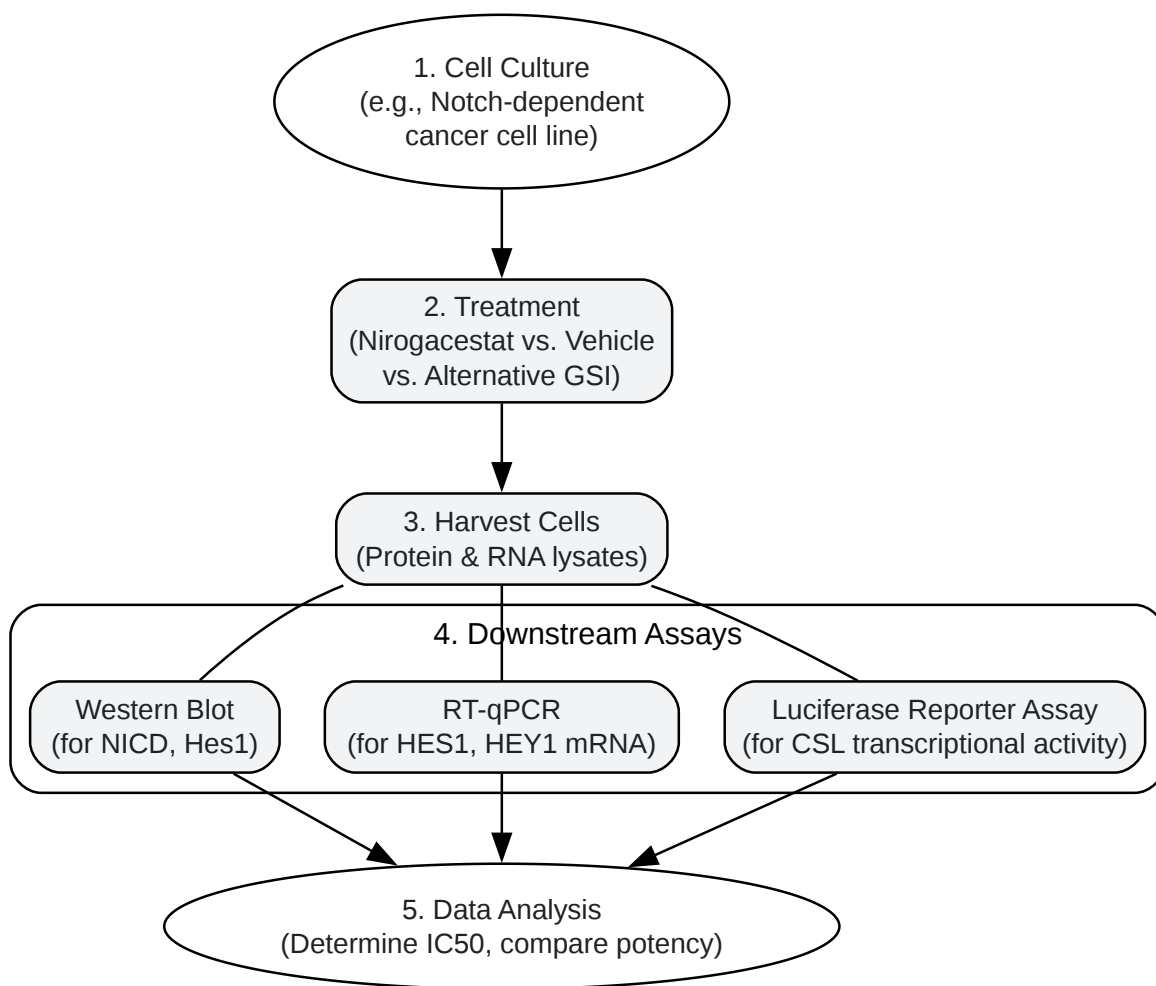 1. Cell Culture
(e.g., Notch-dependent
cancer cell line)
2. Treatment
(Nirogacestat vs. Vehicle
vs. Alternative GSI)
3. Harvest Cells
(Protein & RNA lysates)
4. Downstream Assays
Western Blot
(for NICD, Hes1)
RT-qPCR
(for HES1, HEY1 mRNA)
Luciferase Reporter Assay
(for CSL transcriptional activity)
5. Data Analysis
(Determine IC50, compare potency)